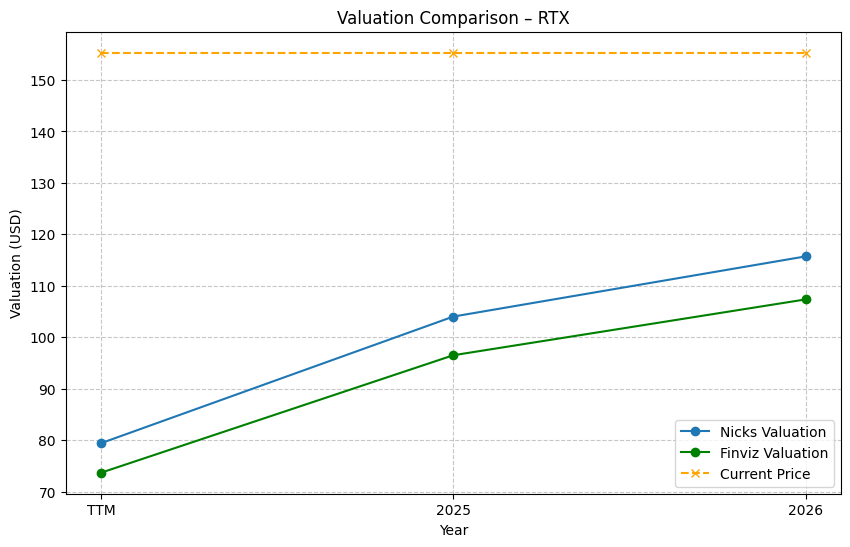 Valuation Comparison – RTX
Valuation (USD)
150
140
130
120
110
100
90
80
70
TTM
2025
2026
Year
Nicks Valuation
Finviz Valuation
Current Price